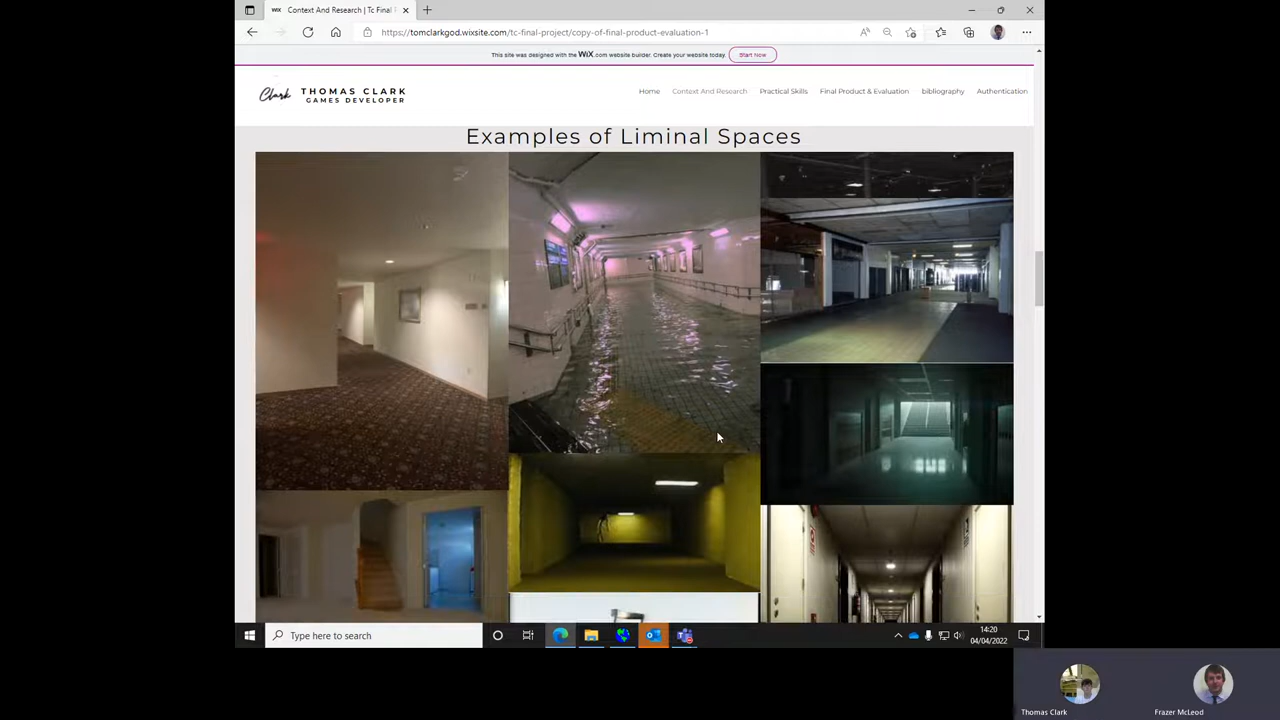 Context And Research | Tc Final
https://tomclarkgod.wixsite.com/tc-final-project/copy-of-final-product-evaluation-1
This site was designed with the WiX.com website builder. Create your website today.
Start Now
Clark
THOMAS CLARK
GAMES DEVELOPER
Home
Context And Research
Practical Skills
Final Product & Evaluation
bibliography
Authentication
Examples of Liminal Spaces
Type here to search
14:20
04/04/2022
Thomas Clark
Frazer McLeod